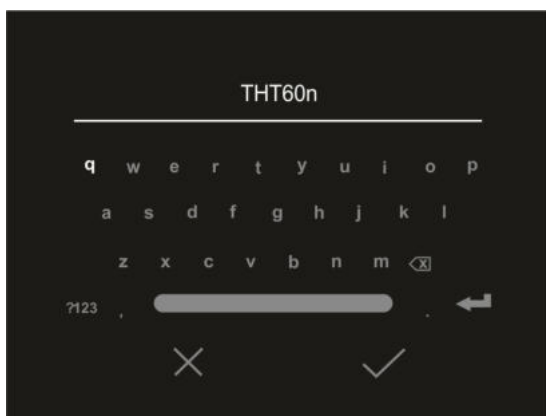 THT60n
q w e r t y u i o p
a s d f g h j k l
z x c v b n m
?123 , .